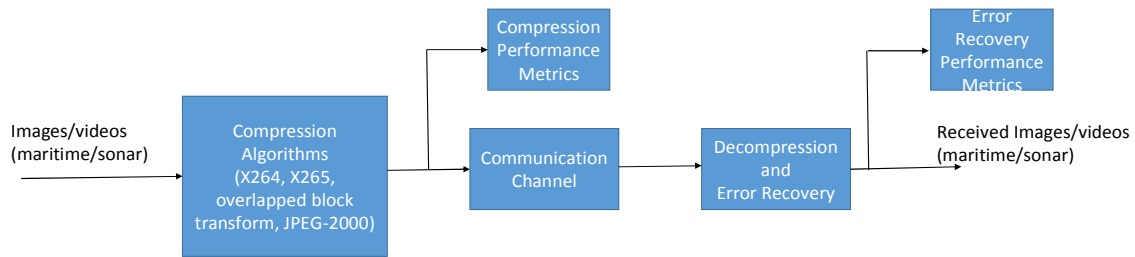 Images/videos
(maritime/sonar)
Compression
Algorithms
(X264, X265,
overlapped block
transform, JPEG-2000)
Compression
Performance
Metrics
Communication
Channel
Decompression
and
Error Recovery
Error
Recovery
Performance
Metrics
Received Images/videos
(maritime/sonar)